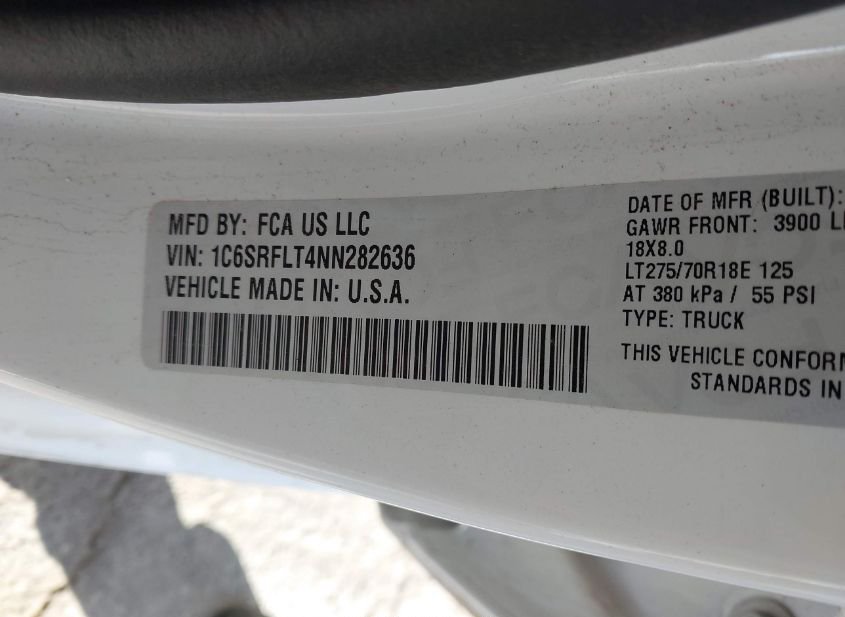 MFD BY: FCA US LLC
VIN: 1C6SRFLT4NN282636
VEHICLE MADE IN: U.S.A.
DATE OF MFR (BUILT):
GAWR FRONT: 3900
18X8.0
LT275/70R18E 125
AT 380 kPa / 55 PSI
TYPE: TRUCK
THIS VEHICLE
STANDARDS IN